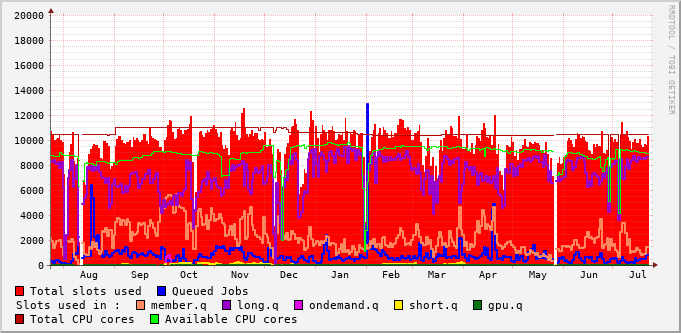 RRDTOOL / TOBI OETIKER
20000
18000
16000
14000
12000
10000
8000
6000
4000
2000
0
Aug Sep Oct Nov Dec Jan Feb Mar Apr May Jun Jul
Total slots used Queued Jobs
Slots used in : member.q long.q ondemand.q short.q gpu.q
Total CPU cores Available CPU cores